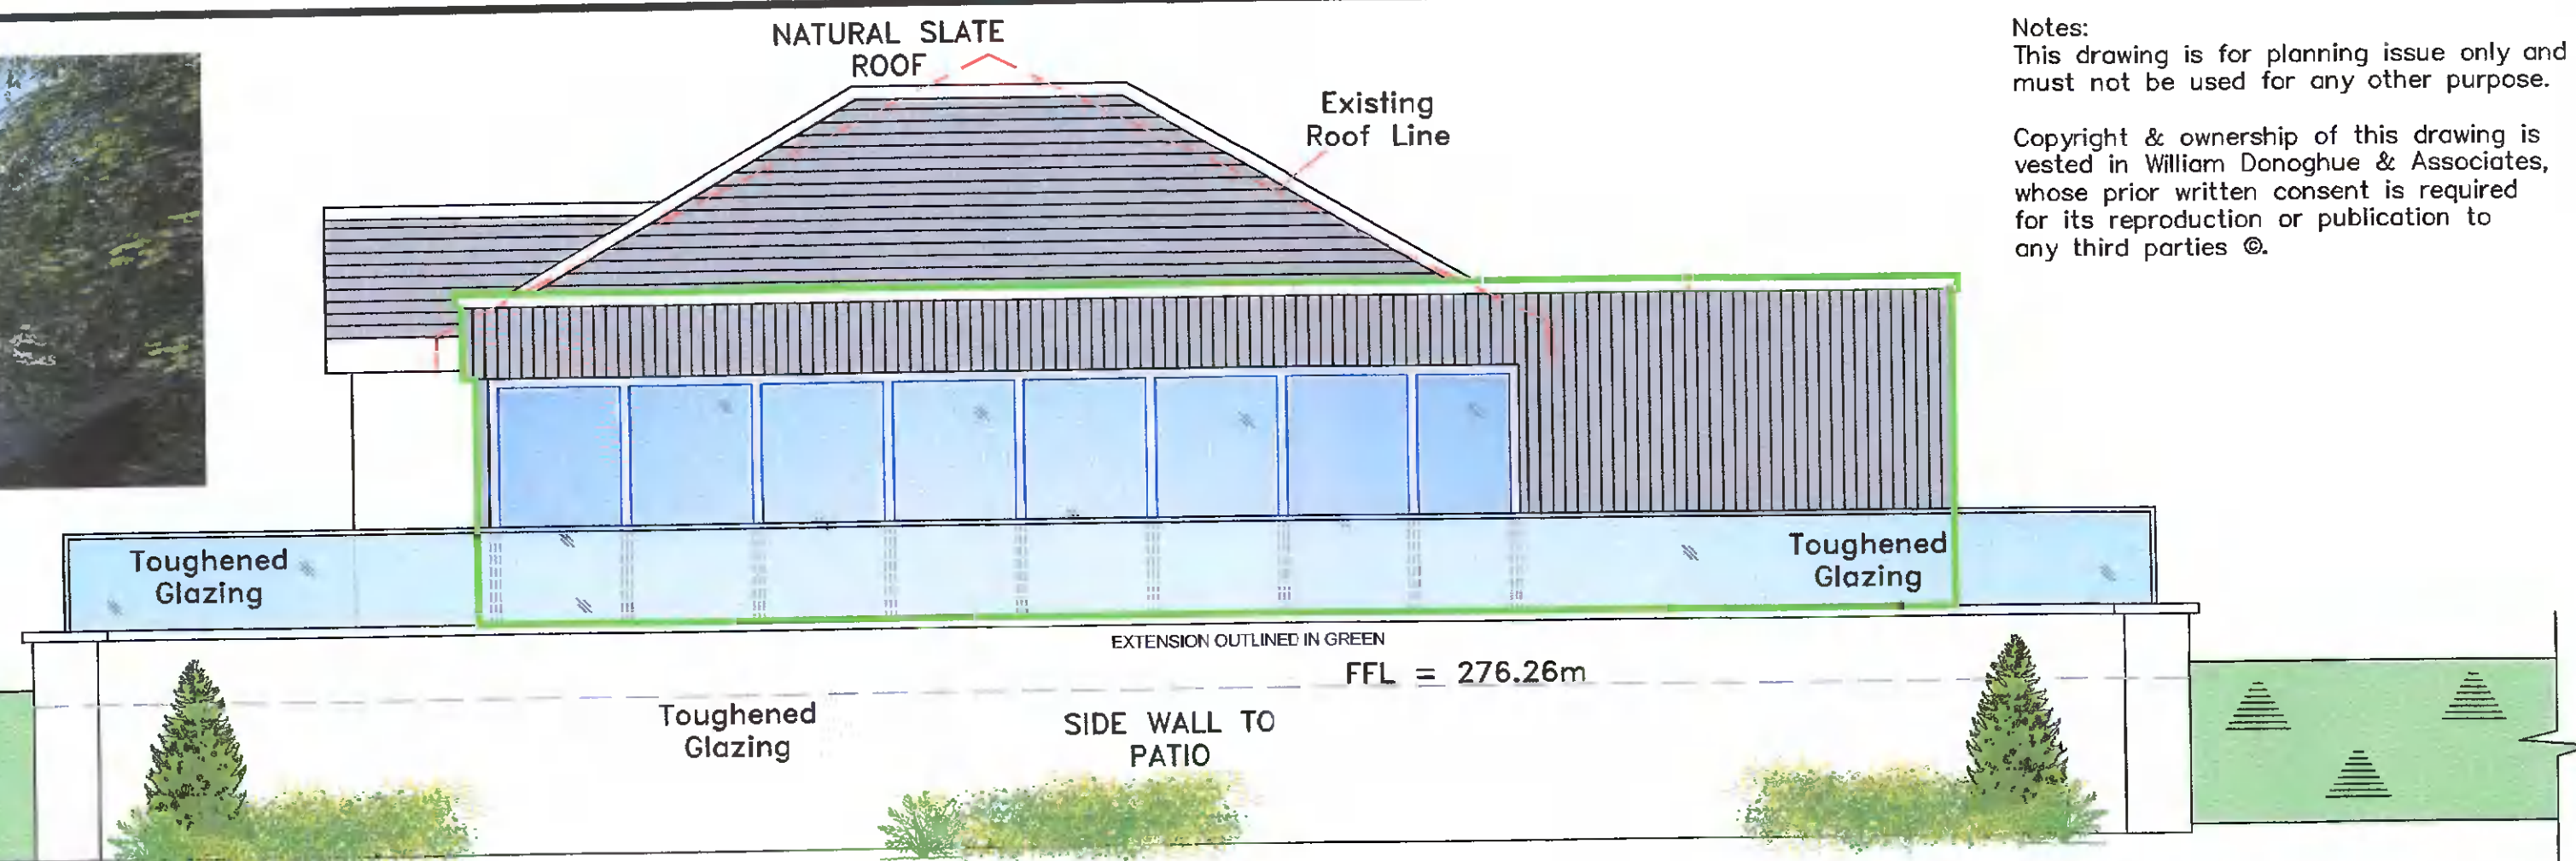 NATURAL SLATE
ROOF
Existing
Roof Line
Notes:
This drawing is for planning issue only and
must not be used for any other purpose.
Copyright & ownership of this drawing is
vested in William Donoghue & Associates,
whose prior written consent is required
for its reproduction or publication to
any third parties ©.
Toughened
Glazing
Toughened
Glazing
EXTENSION OUTLINED IN GREEN
FFL = 276.26m
Toughened
Glazing
SIDE WALL TO
PATIO